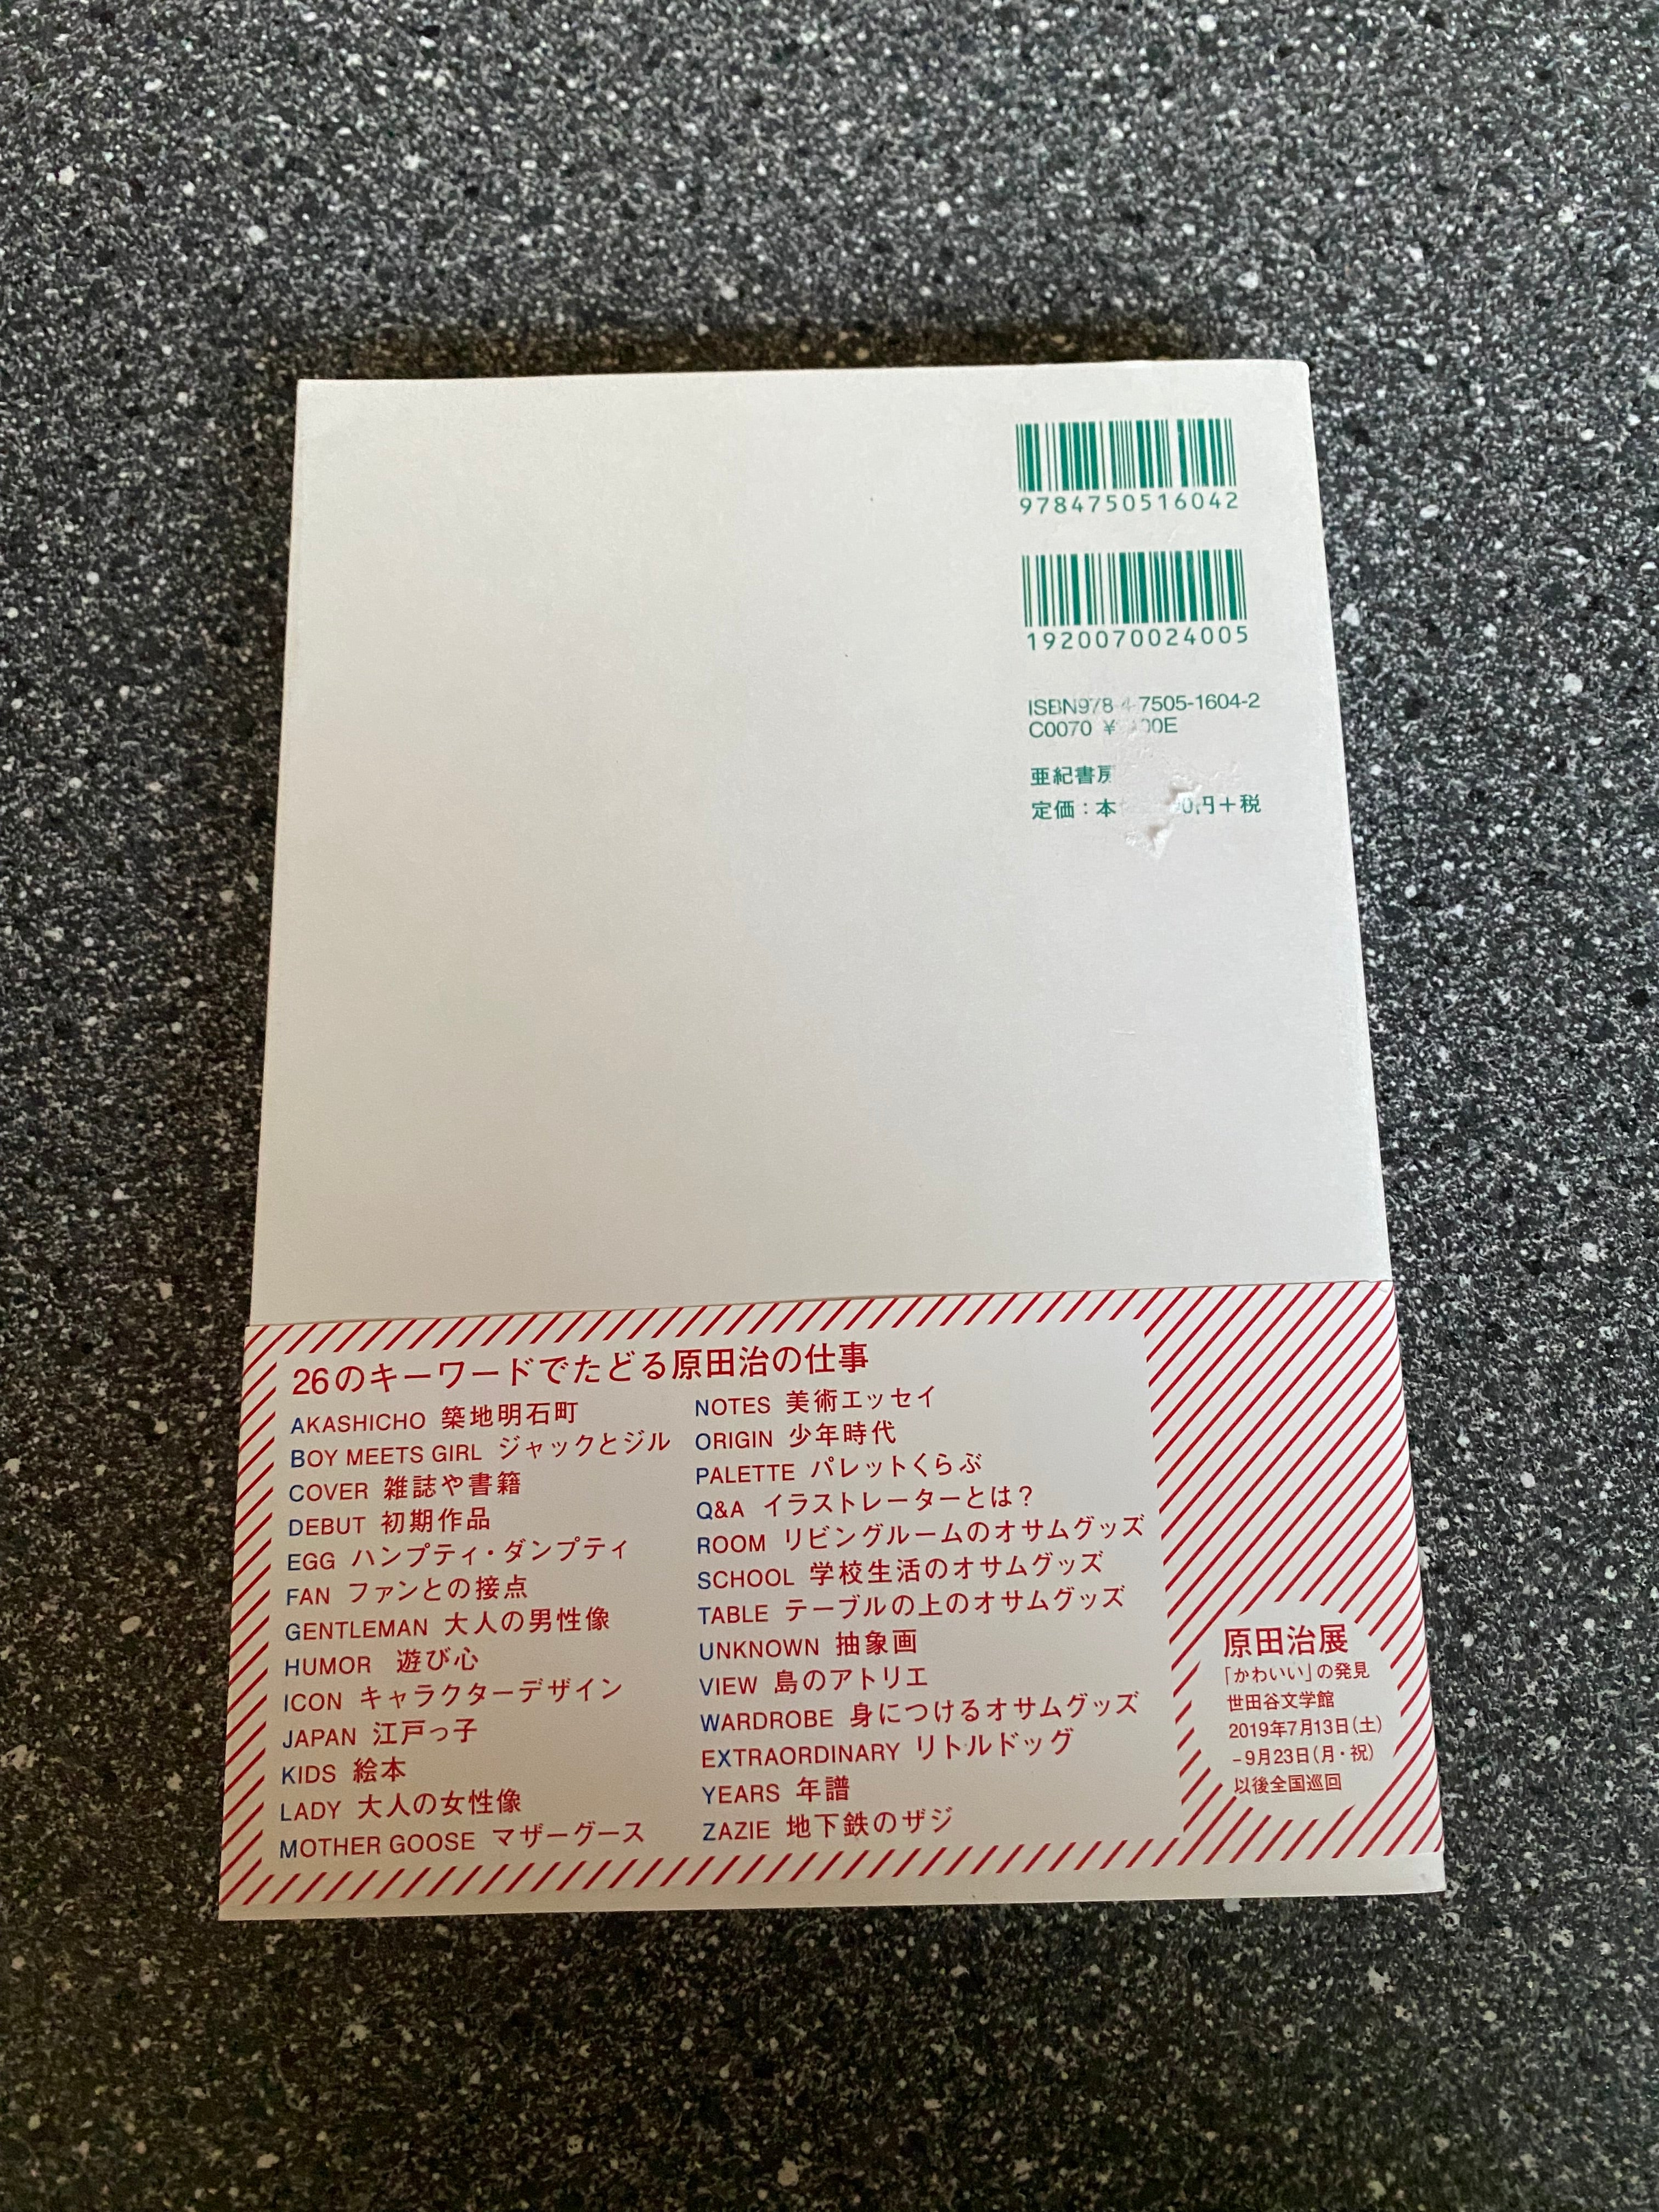 9784750516042
1920070024005
ISBN978-4-7505-1604-2
C0070 ¥ 00E
亜紀書房
定価：本 00円＋税
26のキーワードでたどる原田治の仕事
AKASHICHO 築地明石町
BOY MEETS GIRL ジャックとジル
COVER 雑誌や書籍
DEBUT 初期作品
EGG ハンプティ・ダンプティ
FAN ファンとの接点
GENTLEMAN 大人の男性像
HUMOR 遊び心
ICON キャラクターデザイン
JAPAN 江戸っ子
KIDS 絵本
LADY 大人の女性像
MOTHER GOOSE マザーグース
NOTES 美術エッセイ
ORIGIN 少年時代
PALETTE パレットくらぶ
Q&A イラストレーターとは？
ROOM リビングルームのオサムグッズ
SCHOOL 学校生活のオサムグッズ
TABLE テーブルの上のオサムグッズ
UNKNOWN 抽象画
VIEW 島のアトリエ
WARDROBE 身につけるオサムグッズ
EXTRAORDINARY リトルドッグ
YEARS 年譜
ZAZIE 地下鉄のザジ
原田治展
「かわいい」の発見
世田谷文学館
2019年7月13日（土）
–9月23日（月・祝）
以後全国巡回